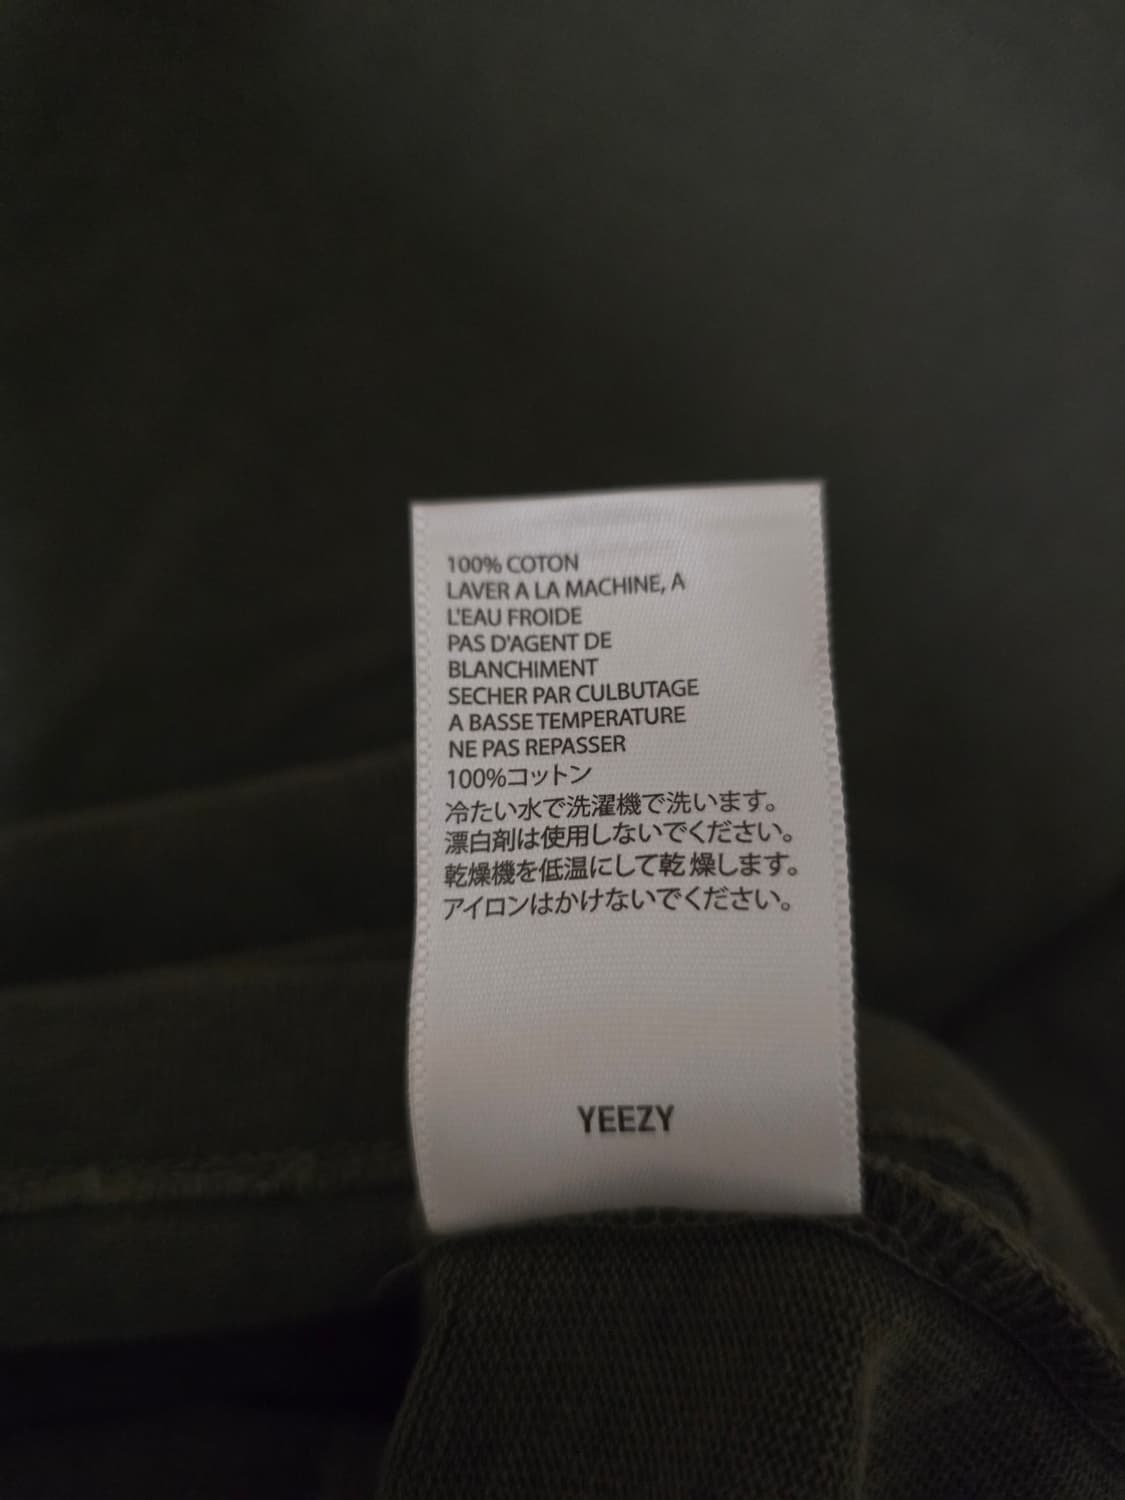 100% COTON
LAVER A LA MACHINE, A
L'EAU FROIDE
PAS D'AGENT DE
BLANCHIMENT
SECHER PAR CULBUTAGE
A BASSE TEMPERATURE
NE PAS REPASSER
100%コットン
冷たい水で洗濯機で洗います。
漂白剤は使用しないでください。
乾燥機を低温にして乾 燥します。
アイロンはかけないでください。
YEEZY